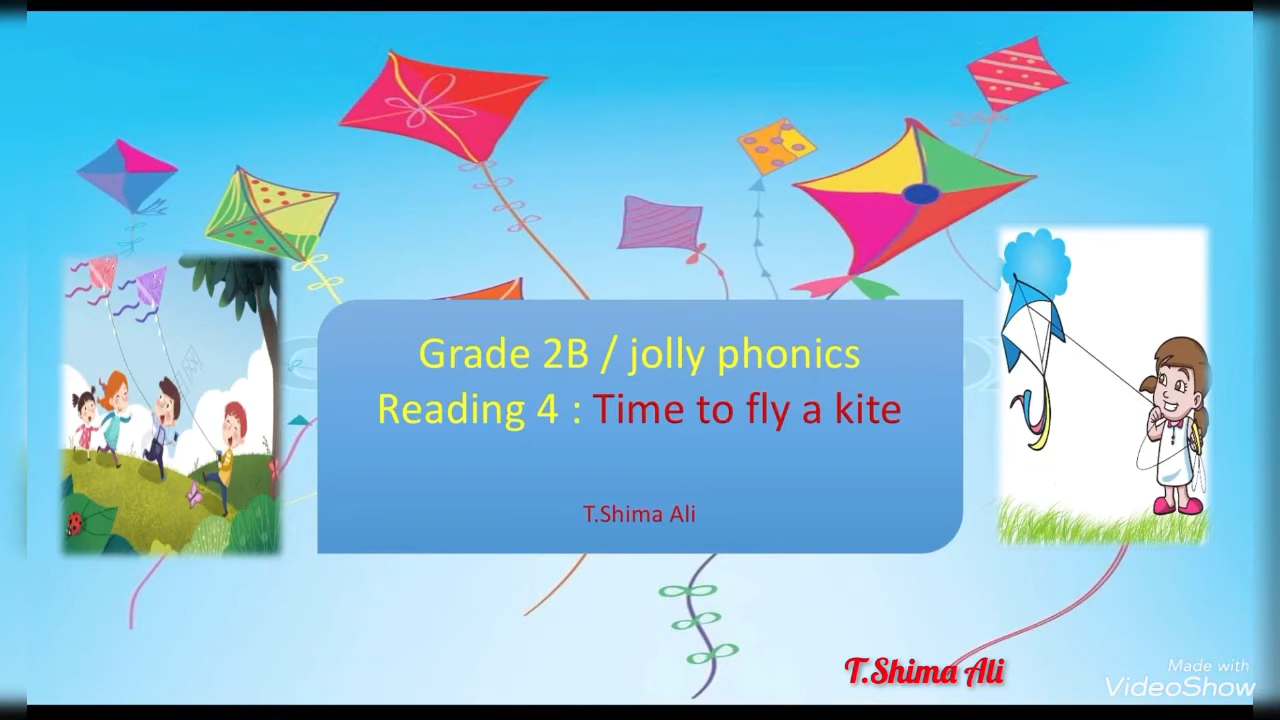 Grade 2B / jolly phonics
Reading 4 : Time to fly a kite
T.Shima Ali
T.Shima Ali
Made with
VideoShow